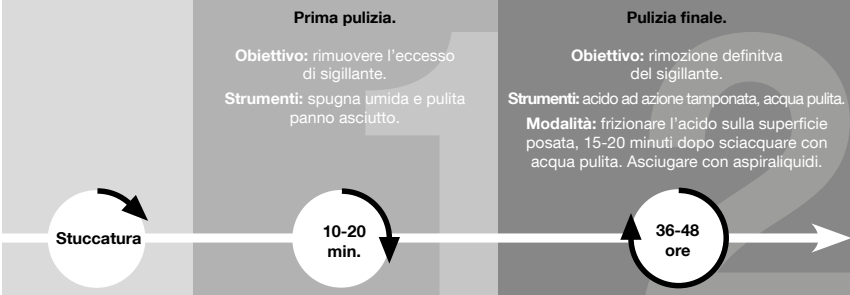 Prima pulizia.
Obiettivo: rimuovere l'eccesso
di sigillante.
Strumenti: spugna umida e pulita
panno asciutto.
Pulizia finale.
Obiettivo: rimozione definitva
del sigillante.
Strumenti: acido ad azione tamponata, acqua pulita.
Modalità: frizionare l'acido sulla superficie
posata, 15-20 minuti dopo sciacquare con
acqua pulita. Asciugare con aspiraliquidi.
1
2
Stuccatura
10-20
min.
36-48
ore